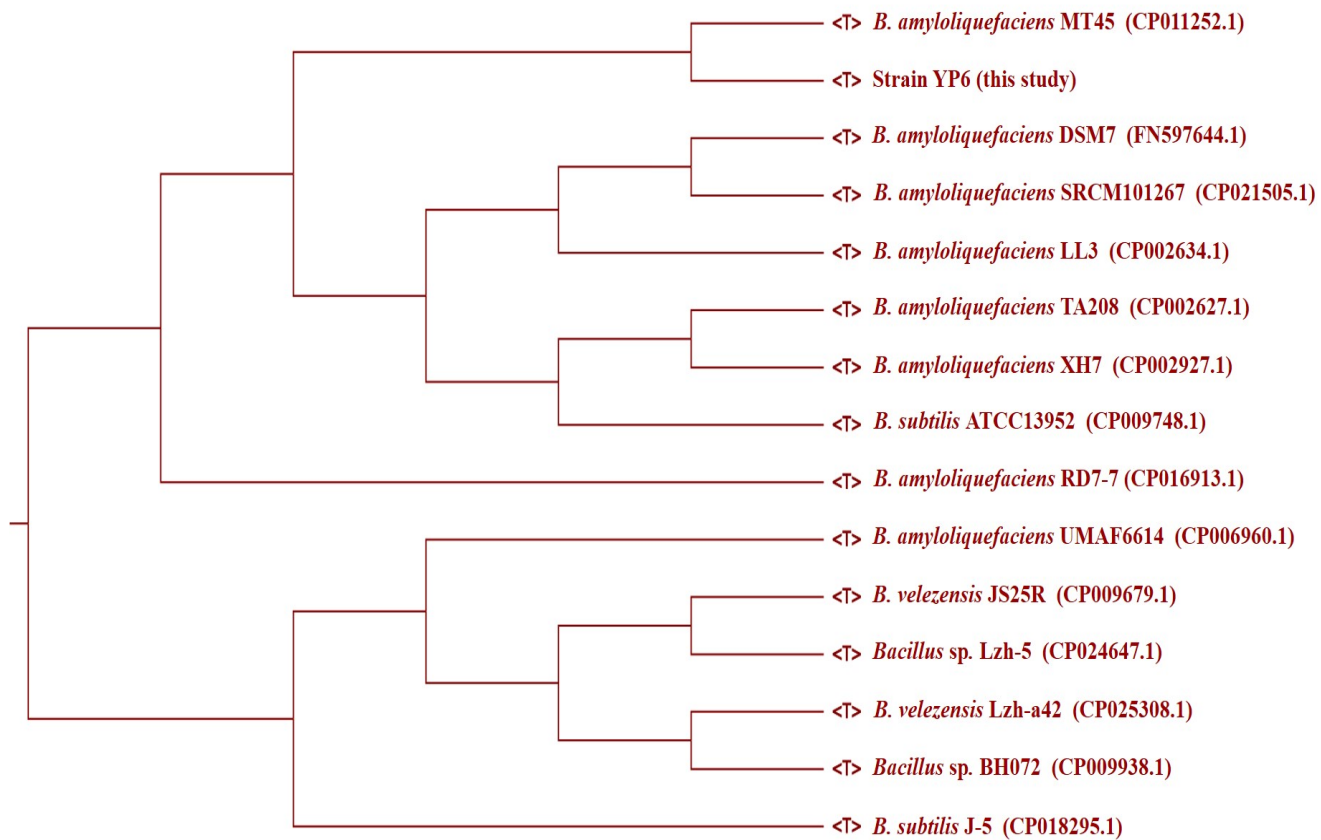 <T> B. amyloliquefaciens MT45 (CP011252.1)
<T> Strain YP6 (this study)
<T> B. amyloliquefaciens DSM7 (FN597644.1)
<T> B. amyloliquefaciens SRCM101267 (CP021505.1)
<T> B. amyloliquefaciens LL3 (CP002634.1)
<T> B. amyloliquefaciens TA208 (CP002627.1)
<T> B. amyloliquefaciens XH7 (CP002927.1)
<T> B. subtilis ATCC13952 (CP009748.1)
<T> B. amyloliquefaciens RD7-7 (CP016913.1)
<T> B. amyloliquefaciens UMAF6614 (CP006960.1)
<T> B. velezensis JS25R (CP009679.1)
<T> Bacillus sp. Lzh-5 (CP024647.1)
<T> B. velezensis Lzh-a42 (CP025308.1)
<T> Bacillus sp. BH072 (CP009938.1)
<T> B. subtilis J-5 (CP018295.1)